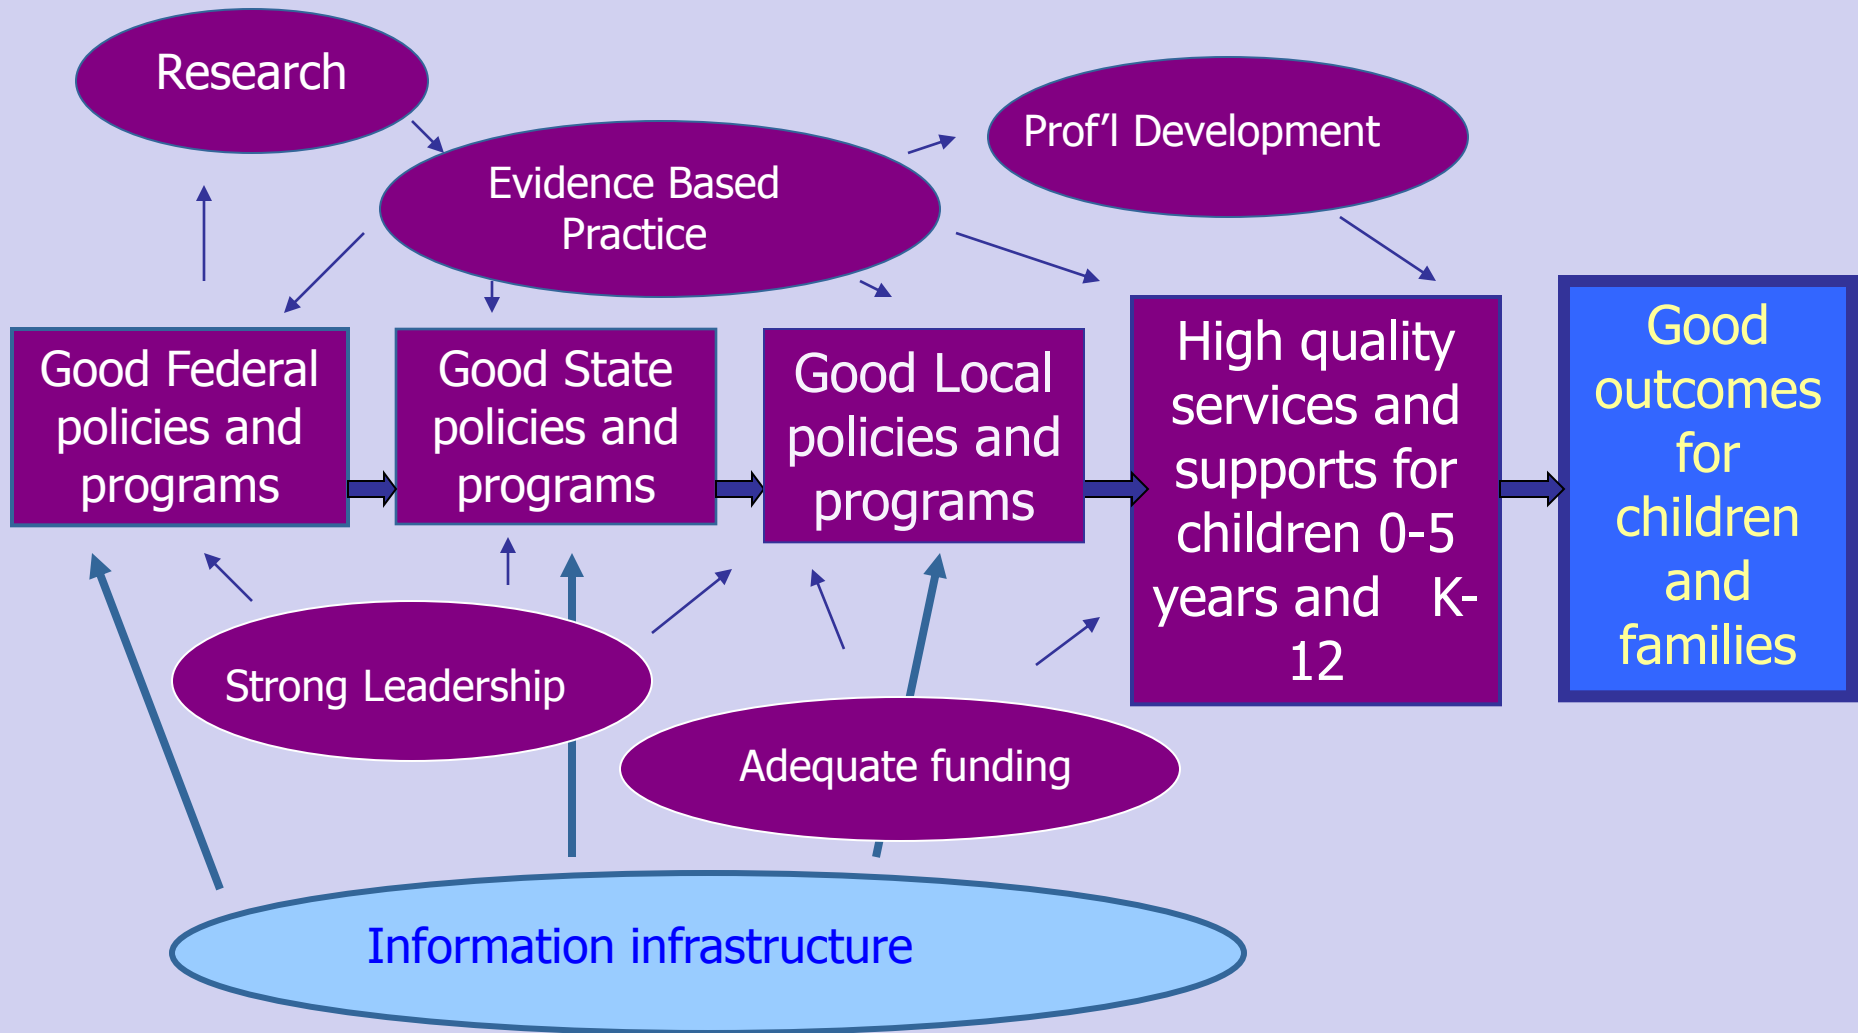 Research
Prof’l Development
Evidence Based
Practice
Good Federal
policies and
programs
Good State
policies and
programs
Good Local
policies and
programs
High quality
services and
supports for
children 0-5
years and K-
12
Good
outcomes
for
children
and
families
Strong Leadership
Adequate funding
Information infrastructure